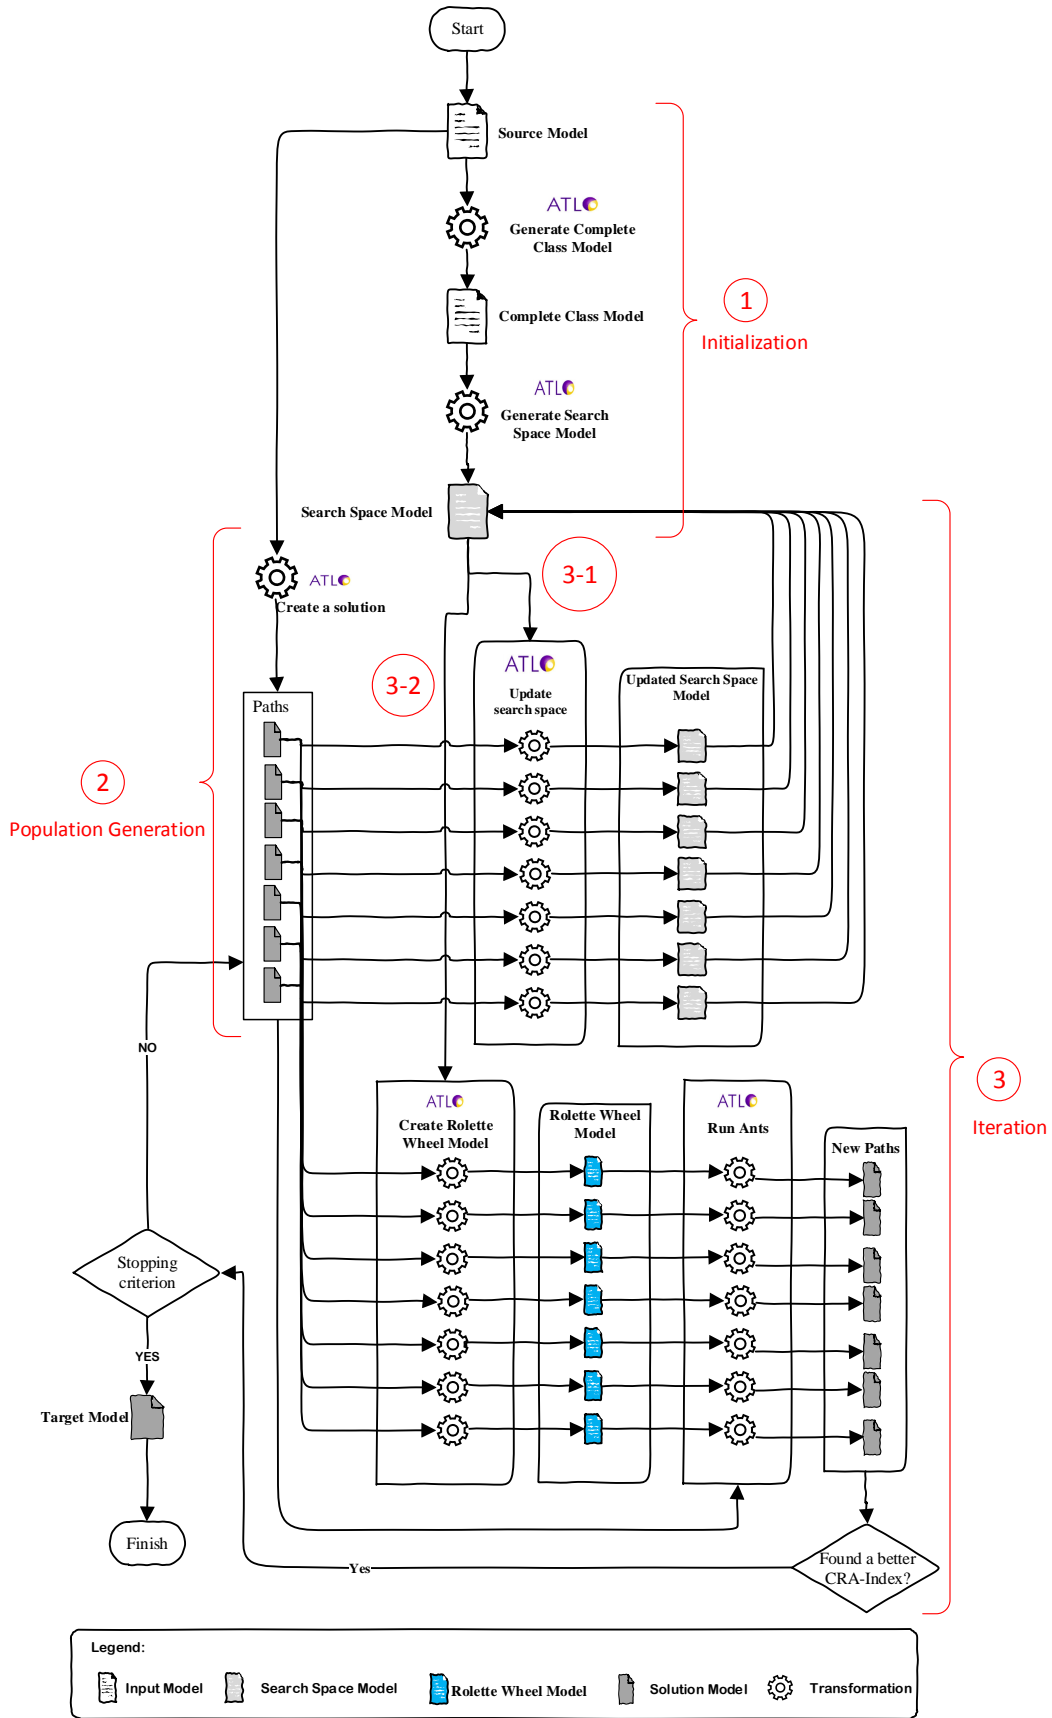 Start
Source Model
ATL
Generate Complete
Class Model
1
Initialization
Complete Class Model
ATL
Generate Search
Space Model
Search Space Model
3-1
ATL
Create a solution
3-2
ATL
Update
search space
Updated Search Space
Model
Paths
2
Population Generation
NO
3
Iteration
ATL
Create Rolette
Wheel Model
Rolette Wheel
Model
ATL
Run Ants
New Paths
Stopping
criterion
YES
Target Model
Finish
Yes
Found a better
CRA-Index?
Legend:
Input Model
Search Space Model
Rolette Wheel Model
Solution Model
Transformation